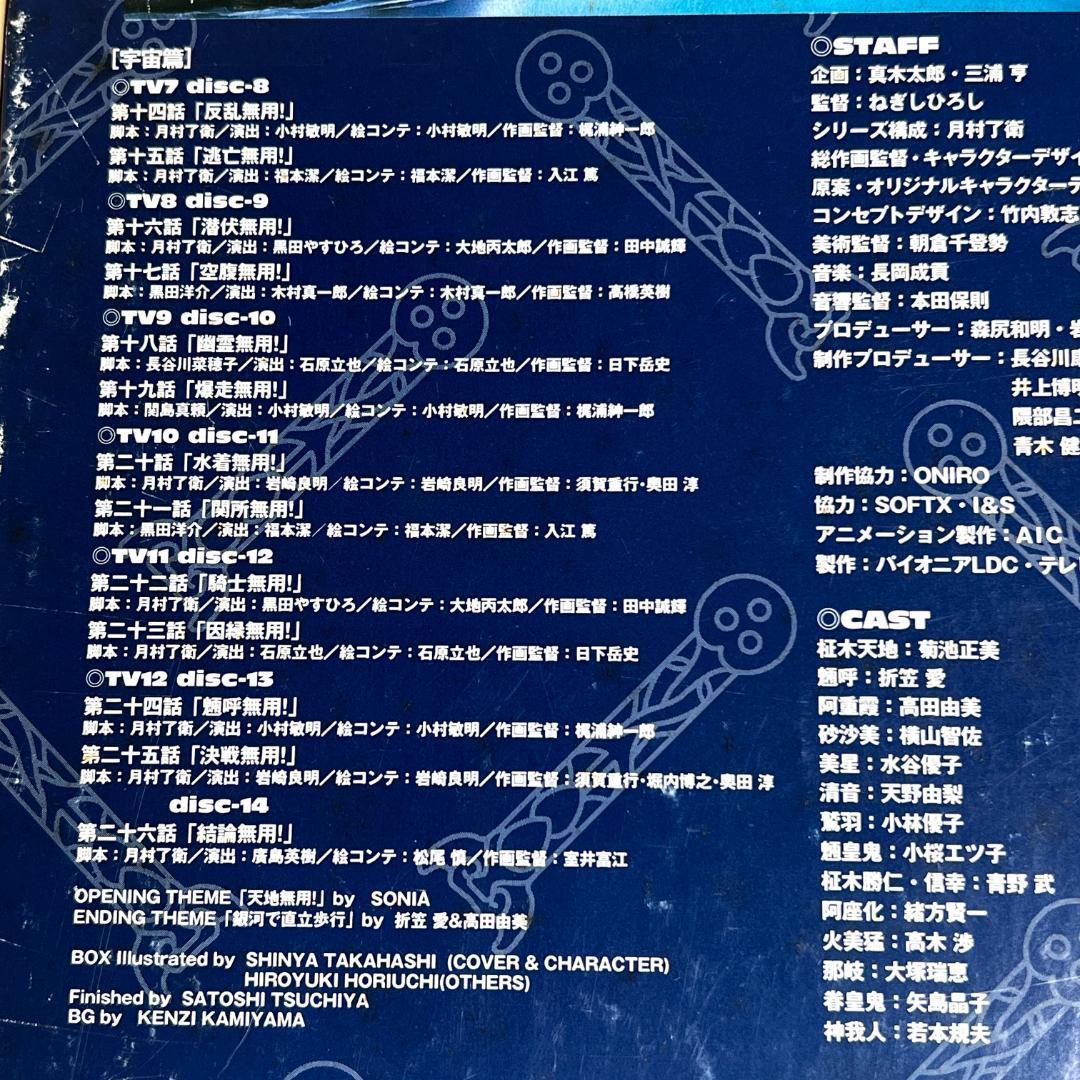 [宇宙篇]
◎TV7 disc-8
第十四話「反乱無用!」
脚本:月村了衛/演出:小村敏明/絵コンテ:小村敏明/作画監督:梶浦紳一郎
第十五話「逃亡無用!」
脚本:月村了衛/演出:福本潔/絵コンテ:福本潔/作画監督:入江 篤
◎TV8 disc-9
第十六話「潜伏無用!」
脚本:月村了衛/演出:黒田やすひろ/絵コンテ:大地丙太郎/作画監督:田中誠輝
第十七話「空腹無用!」
脚本:黒田洋介/演出:木村真一郎/絵コンテ:木村真一郎/作画監督:高橋英樹
◎TV9 disc-10
第十八話「幽霊無用!」
脚本:長谷川菜穂子/演出:石原立也/絵コンテ:石原立也/作画監督:日下岳史
第十九話「爆走無用!」
脚本:関島真頼/演出:小村敏明/絵コンテ:小村敏明/作画監督:梶浦紳一郎
◎TV10 disc-11
第二十話「水着無用!」
脚本:月村了衛/演出:岩崎良明/絵コンテ:岩崎良明/作画監督:須賀重行・奥田 淳
第二十一話「関所無用!」
脚本:黒田洋介/演出:福本潔/絵コンテ:福本潔/作画監督:入江 篤
◎TV11 disc-12
第二十二話「騎士無用!」
脚本:月村了衛/演出:黒田やすひろ/絵コンテ:大地丙太郎/作画監督:田中誠輝
第二十三話「因縁無用!」
脚本:月村了衛/演出:石原立也/絵コンテ:石原立也/作画監督:日下岳史
◎TV12 disc-13
第二十四話「魎呼無用!」
脚本:月村了衛/演出:小村敏明/絵コンテ:小村敏明/作画監督:梶浦紳一郎
第二十五話「決戦無用!」
脚本:月村了衛/演出:岩崎良明/絵コンテ:岩崎良明/作画監督:須賀重行・堀内博之・奥田 淳
disc-14
第二十六話「結論無用!」
脚本:月村了衛/演出:廣島英樹/絵コンテ:松尾 慎/作画監督:室井富江
OPENING THEME「天地無用!」by SONIA
ENDING THEME「銀河で直立歩行」by 折笠 愛&高田由美
BOX Illustrated by SHINYA TAKAHASHI (COVER & CHARACTER)
HIROYUKI HORIUCHI(OTHERS)
Finished by SATOSHI TSUCHIYA
BG by KENZI KAMIYAMA
◎STAFF
企画:真木太郎・三浦 亨
監督:ねぎしひろし
シリーズ構成:月村了衛
総作画監督・キャラクターデザイ
原案・オリジナルキャラクターデ
コンセプトデザイン:竹内敦志
美術監督:朝倉千登勢
音楽:長岡成貢
音響監督:本田保則
プロデューサー:森尻和明・岩
制作プロデューサー:長谷川
井上博明
隈部昌二
青木 健
制作協力:ONIRO
協力:SOFTX・I&S
アニメーション製作:AIC
製作:パイオニアLDC・テレ
◎CAST
柾木天地:菊池正美
魎呼:折笠 愛
阿重霞:高田由美
砂沙美:横山智佐
美星:水谷優子
清音:天野由梨
鷲羽:小林優子
魎皇鬼:小桜エツ子
柾木勝仁・信幸:青野 武
阿座化:緒方賢一
火美猛:高木 渉
那岐:大塚瑞恵
眷皇鬼:矢島晶子
神我人:若本規夫